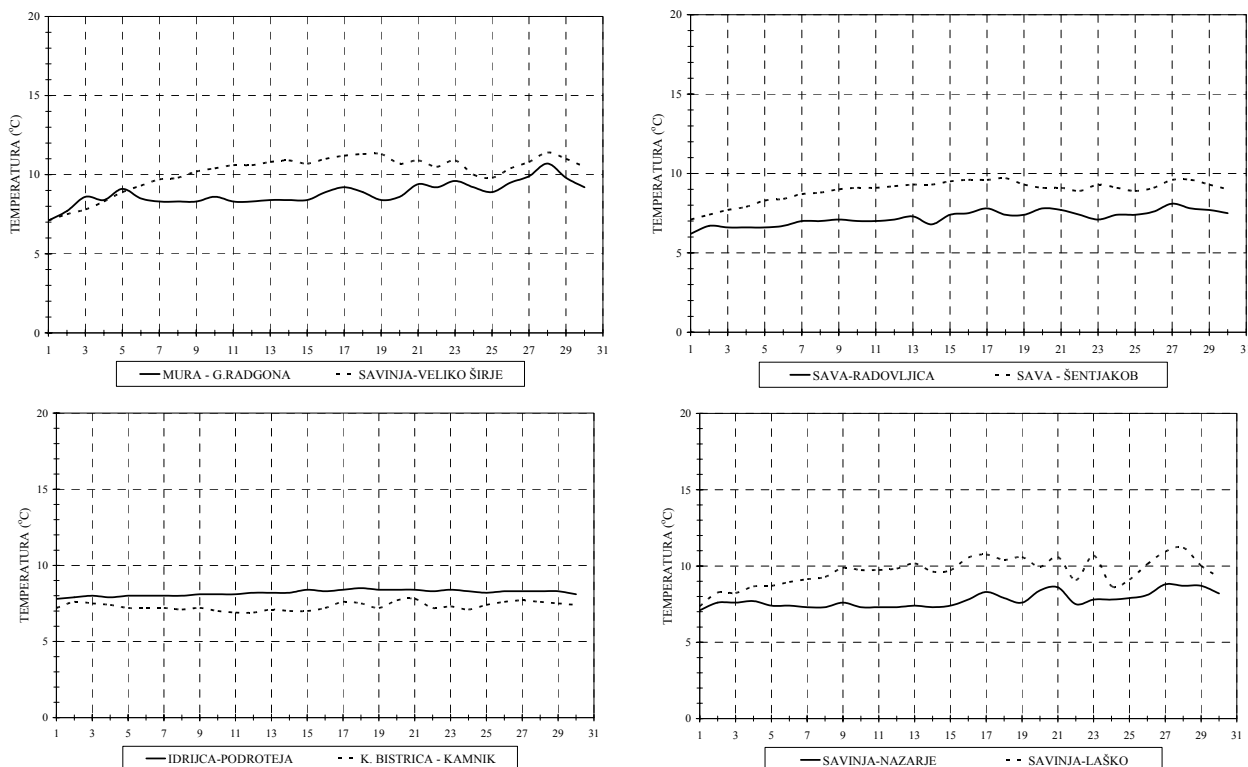 20
15
10
5
0
TEMPERATURA (°C)
1 3 5 7 9 11 13 15 17 19 21 23 25 27 29 31
MURA - G.RADGONA SAVINJA-VELIKO ŠIRJE
20
15
10
5
0
TEMPERATURA (°C)
1 3 5 7 9 11 13 15 17 19 21 23 25 27 29 3
SAVA-RADOVLJICA SAVA - ŠENTJAKOB
20
15
10
5
0
TEMPERATURA (°C)
1 3 5 7 9 11 13 15 17 19 21 23 25 27 29 31
IDRIJCA-PODROTEJA K. BISTRICA - KAMNIK
20
15
10
5
0
TEMPERATURA (°C)
1 3 5 7 9 11 13 15 17 19 21 23 25 27 29 31
SAVINJA-NAZARJE SAVINJA-LAŠKO